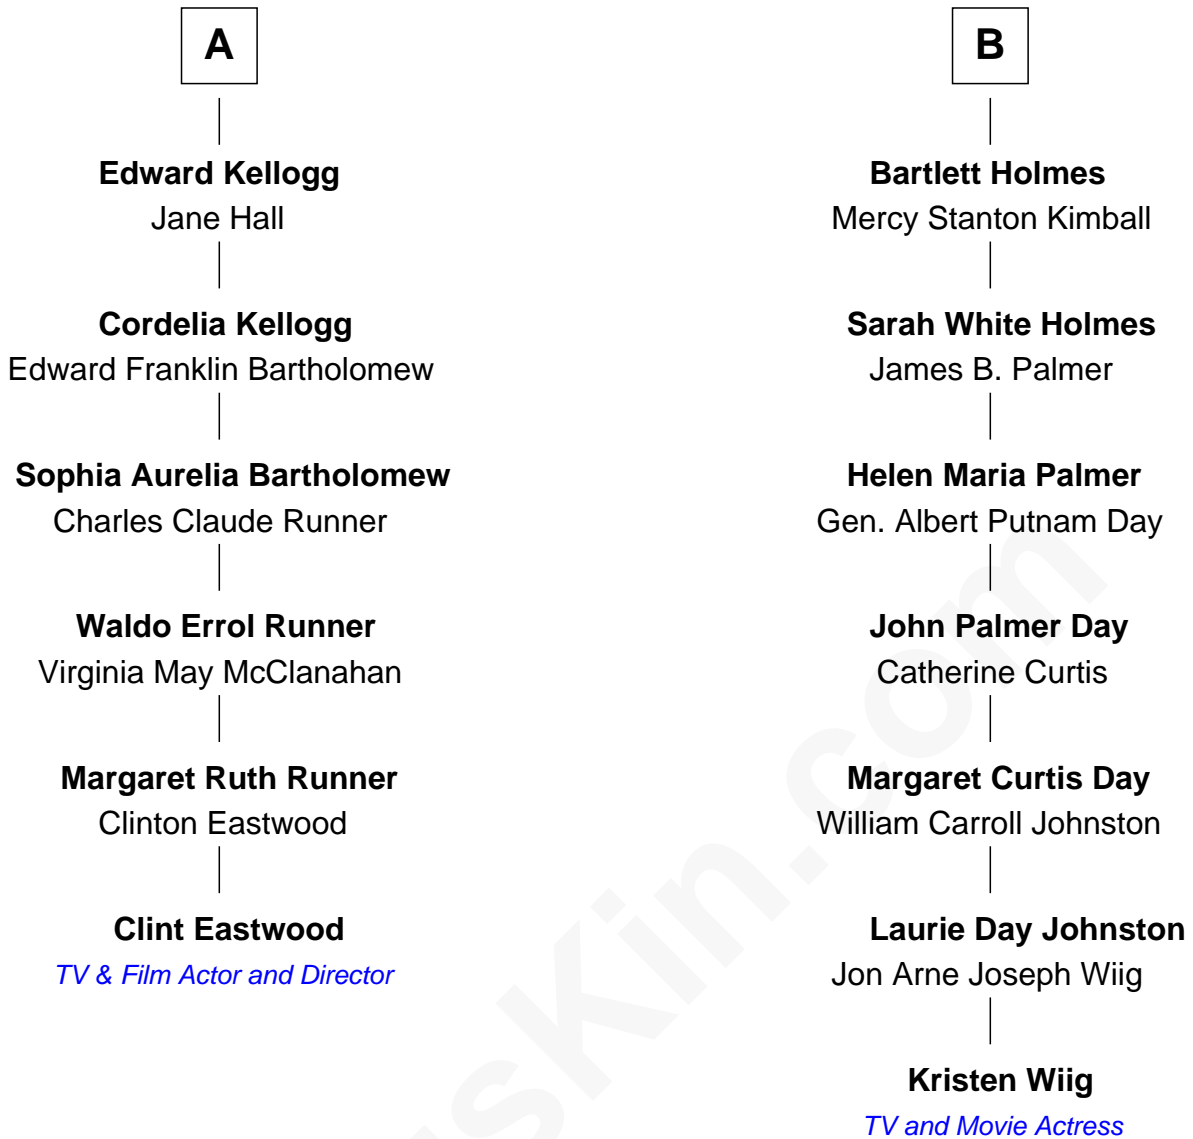 A
Edward Kellogg
Jane Hall
Cordelia Kellogg
Edward Franklin Bartholomew
Sophia Aurelia Bartholomew
Charles Claude Runner
Waldo Errol Runner
Virginia May McClanahan
Margaret Ruth Runner
Clinton Eastwood
Clint Eastwood
TV & Film Actor and Director
B
Bartlett Holmes
Mercy Stanton Kimball
Sarah White Holmes
James B. Palmer
Helen Maria Palmer
Gen. Albert Putnam Day
John Palmer Day
Catherine Curtis
Margaret Curtis Day
William Carroll Johnston
Laurie Day Johnston
Jon Arne Joseph Wiig
Kristen Wiig
TV and Movie Actress